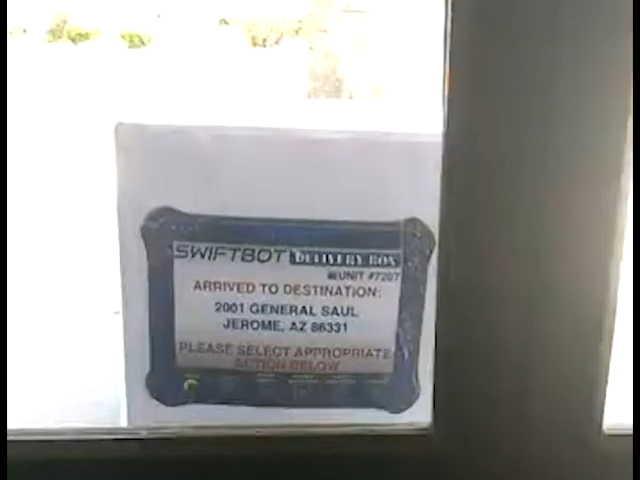 SWIFTBOT DELIVERY BOX
UNIT #7207
ARRIVED TO DESTINATION:
2001 GENERAL SAUL
JEROME, AZ 86331
PLEASE SELECT APPROPRIATE
ACTION BELOW